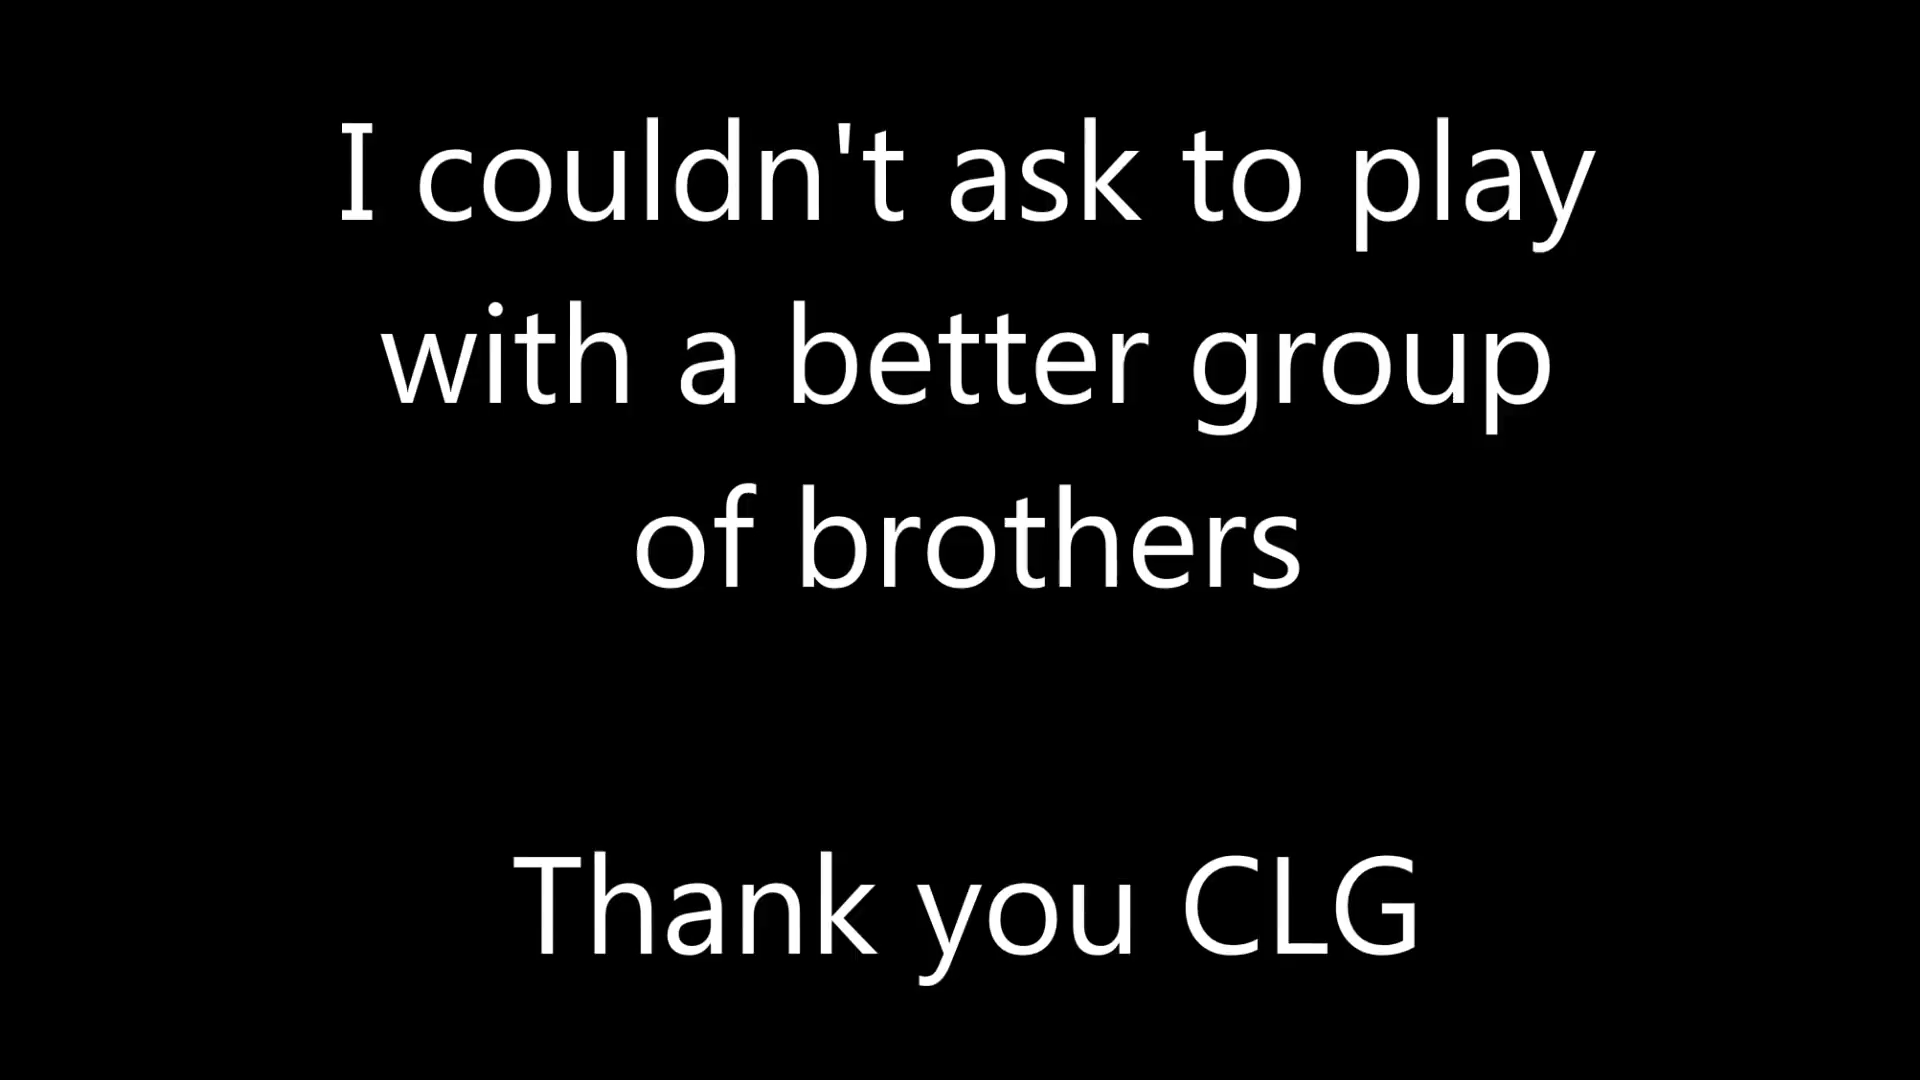 I couldn't ask to play
with a better group
of brothers
Thank you CLG